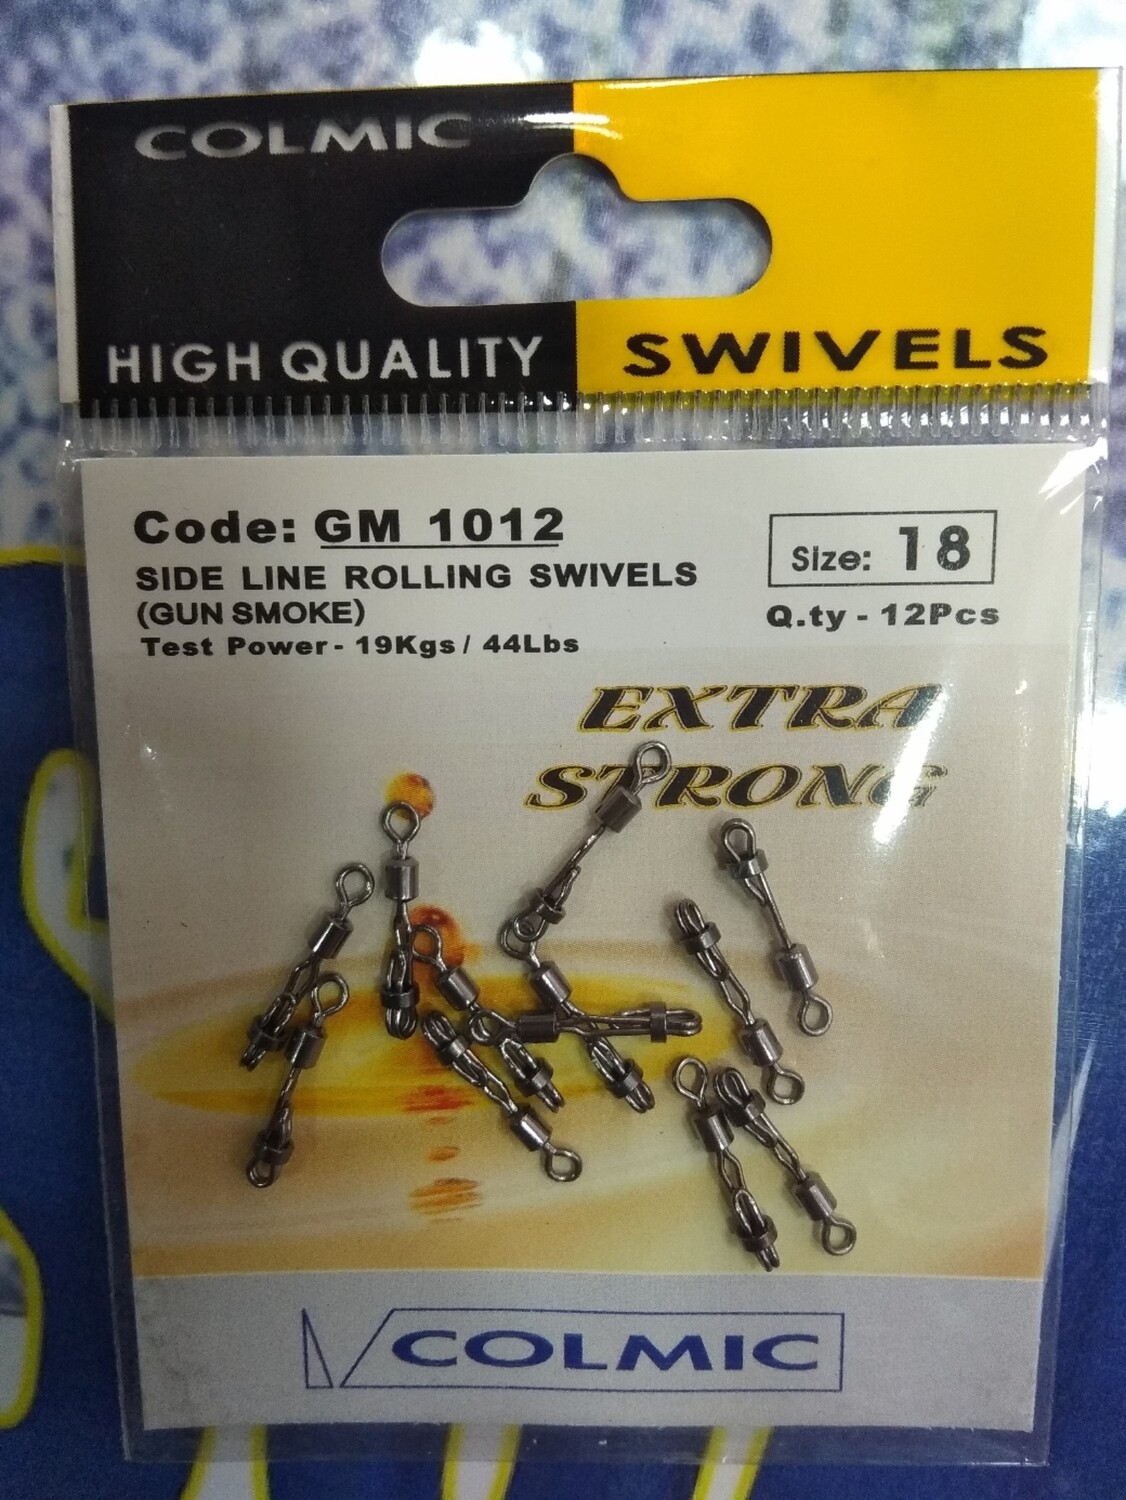 COLMIC
HIGH QUALITY SWIVELS
Code: GM 1012
Size: 18
SIDE LINE ROLLING SWIVELS
(GUN SMOKE)
Q.ty - 12Pcs
Test Power - 19Kgs / 44Lbs
EXTRA
STRONG
COLMIC